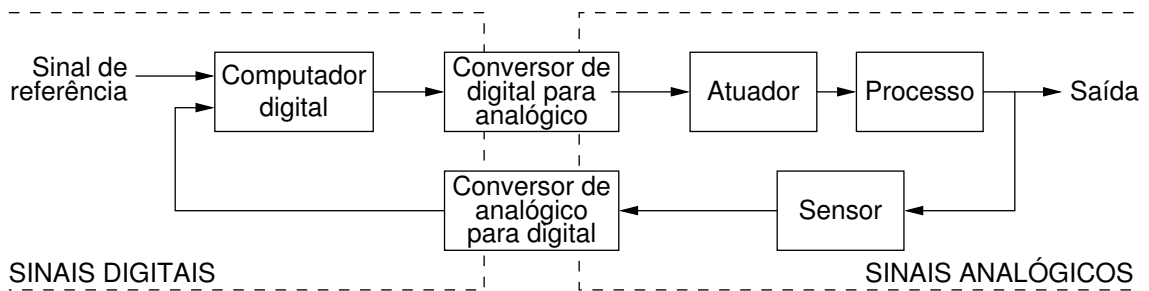 Sinal de
referência
Computador
digital
Conversor de
digital para
analógico
Atuador
Processo
Saída
Conversor de
analógico
para digital
Sensor
SINAIS DIGITAIS
SINAIS ANALÓGICOS